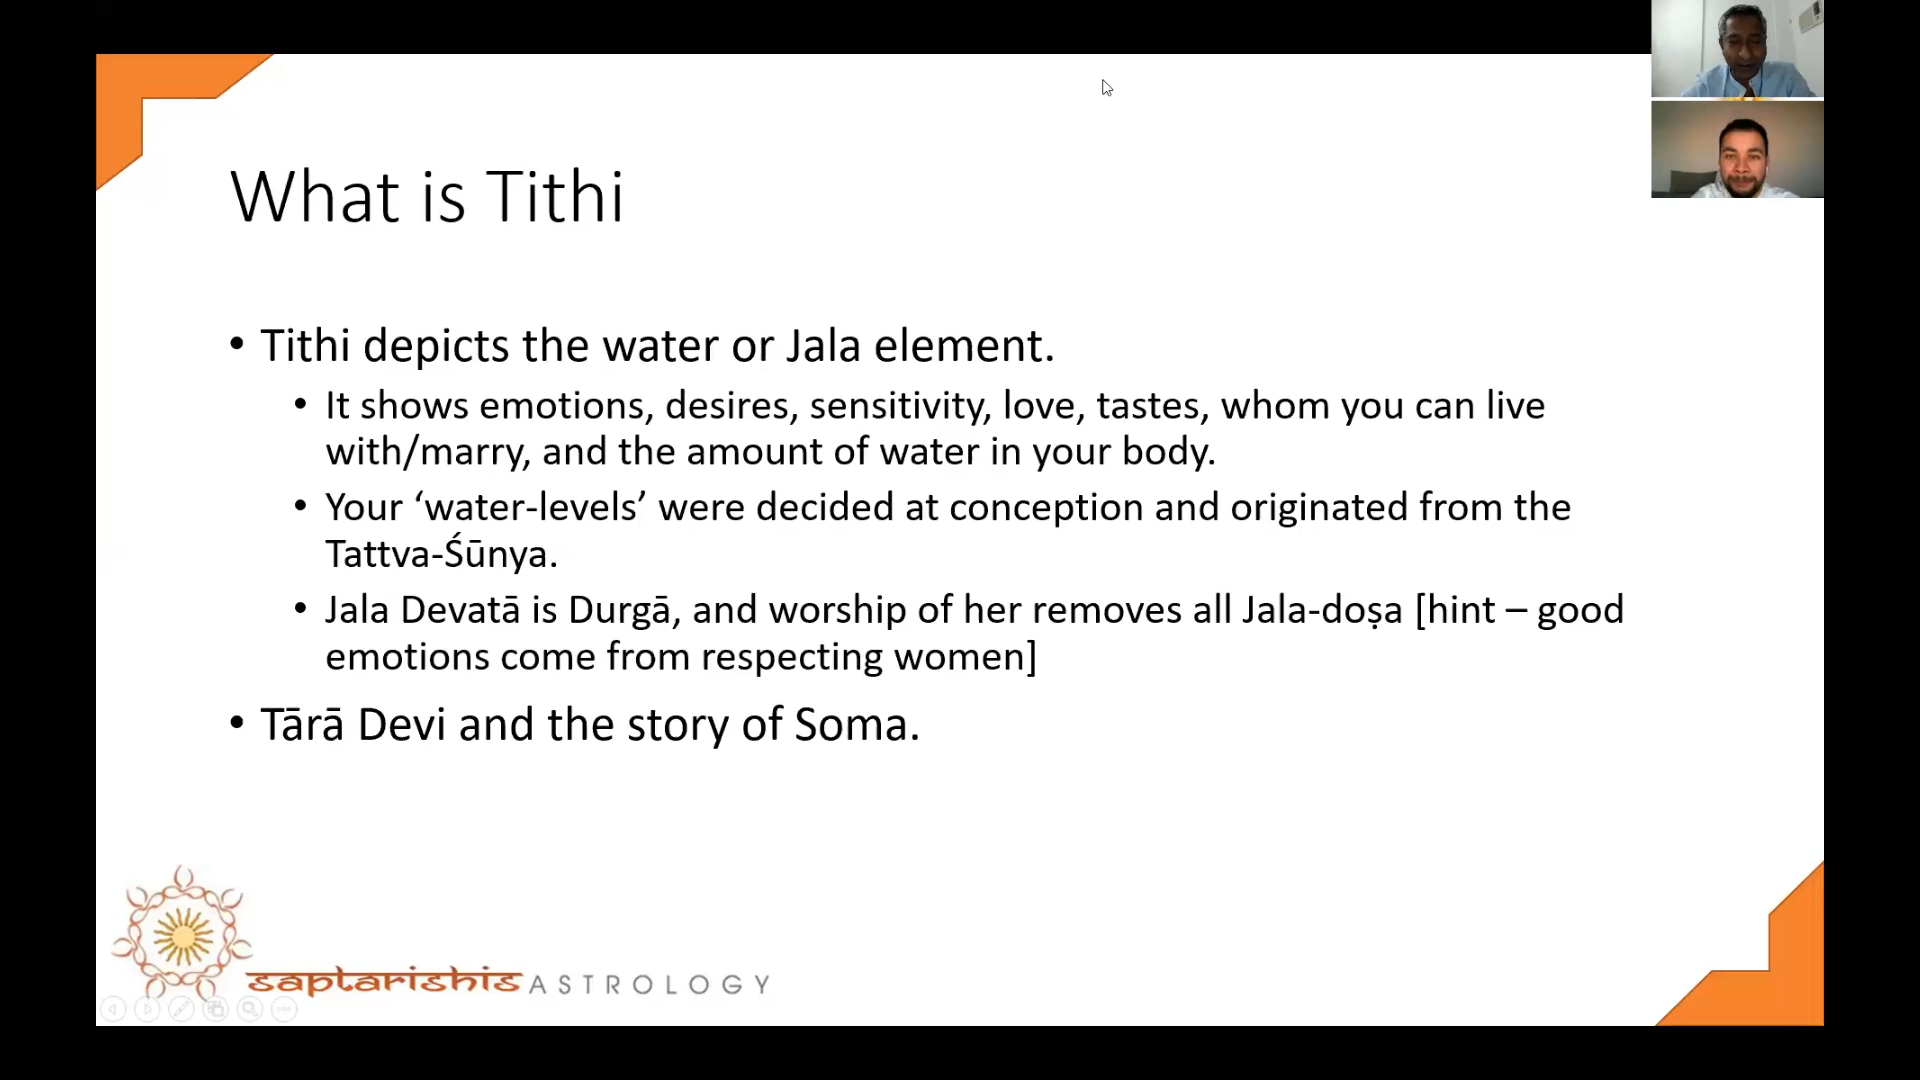 What is Tithi
• Tithi depicts the water or Jala element.
• It shows emotions, desires, sensitivity, love, tastes, whom you can live
with/marry, and the amount of water in your body.
• Your ‘water-levels’ were decided at conception and originated from the
Tattva-Śūnya.
• Jala Devatā is Durgā, and worship of her removes all Jala-doṣa [hint – good
emotions come from respecting women]
• Tārā Devi and the story of Soma.
saptarishis ASTROLOGY